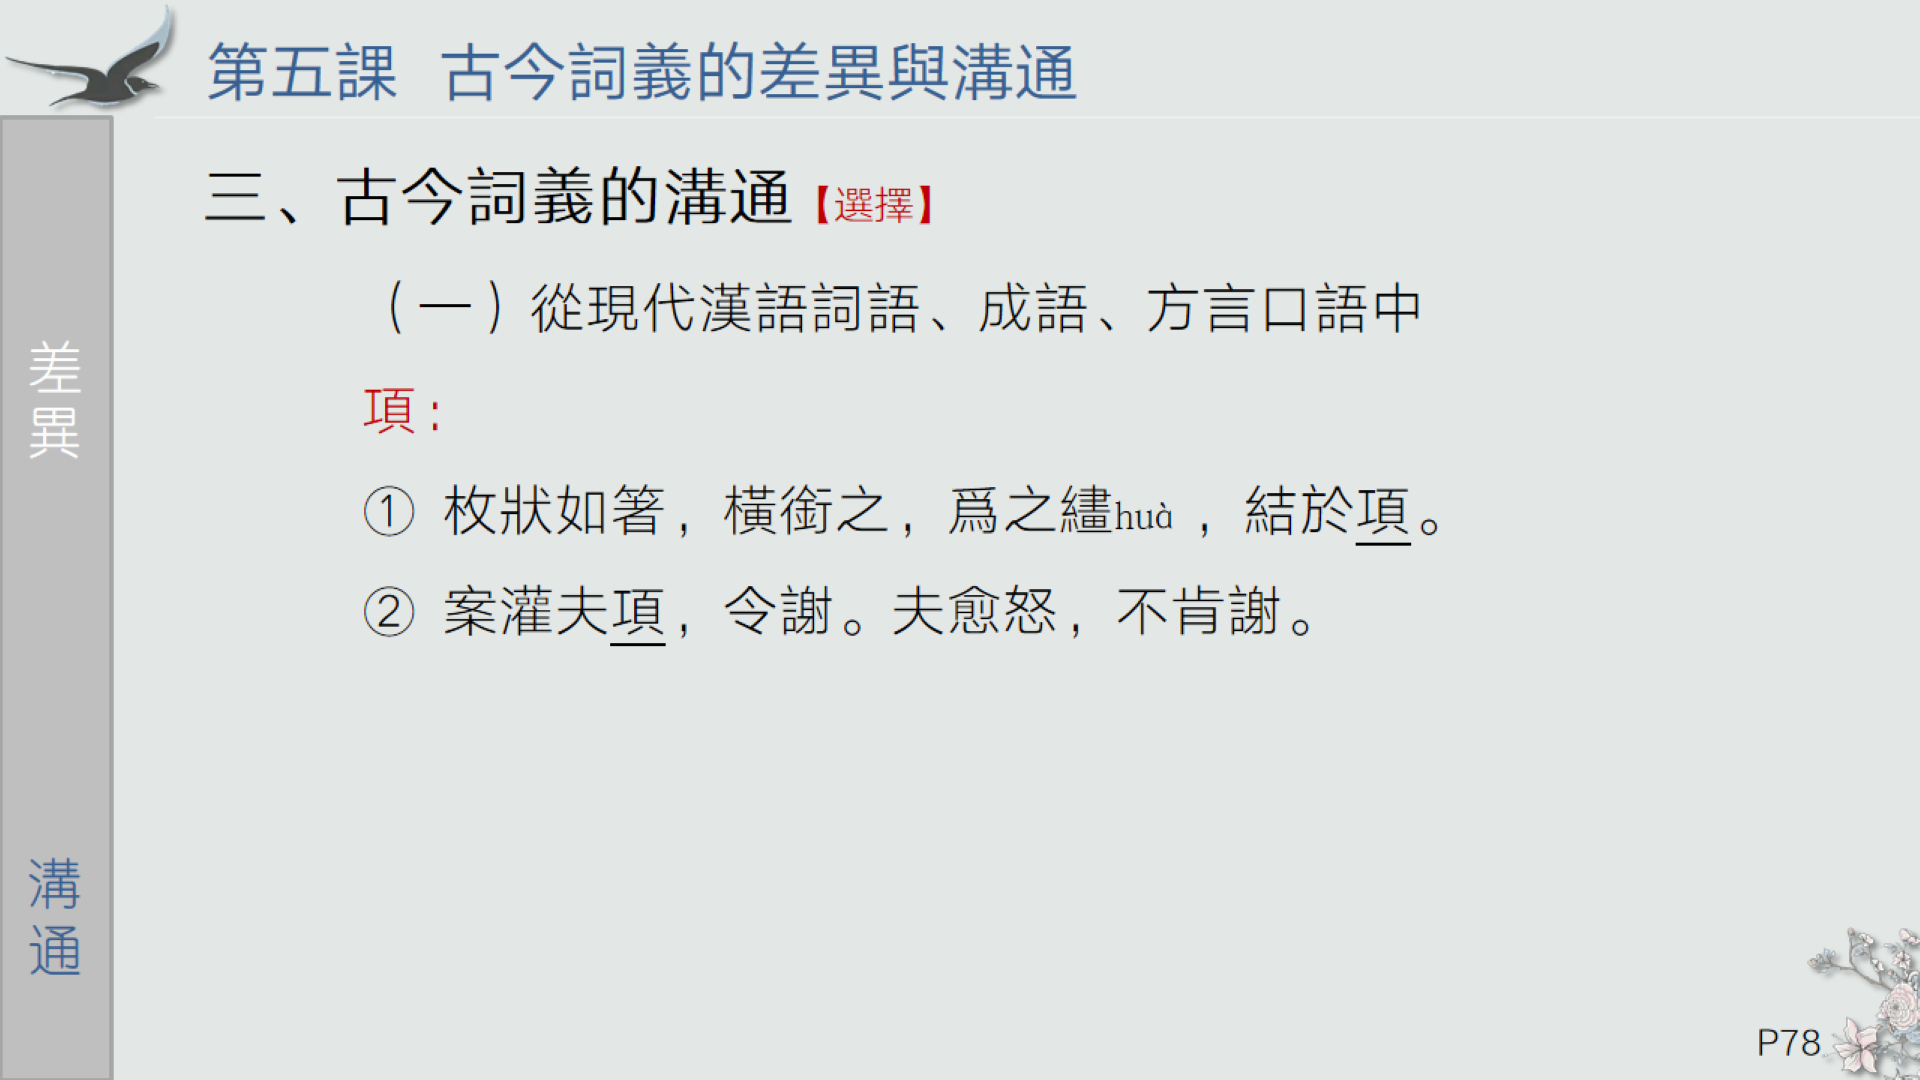 第五課 古今詞義的差異與溝通
三、古今詞義的溝通【選擇】
（一）從現代漢語詞語、成語、方言口語中
項：
① 枚狀如箸，橫銜之，爲之繣huà，結於項。
② 案灌夫項，令謝。夫愈怒，不肯謝。
差異
溝通
P78